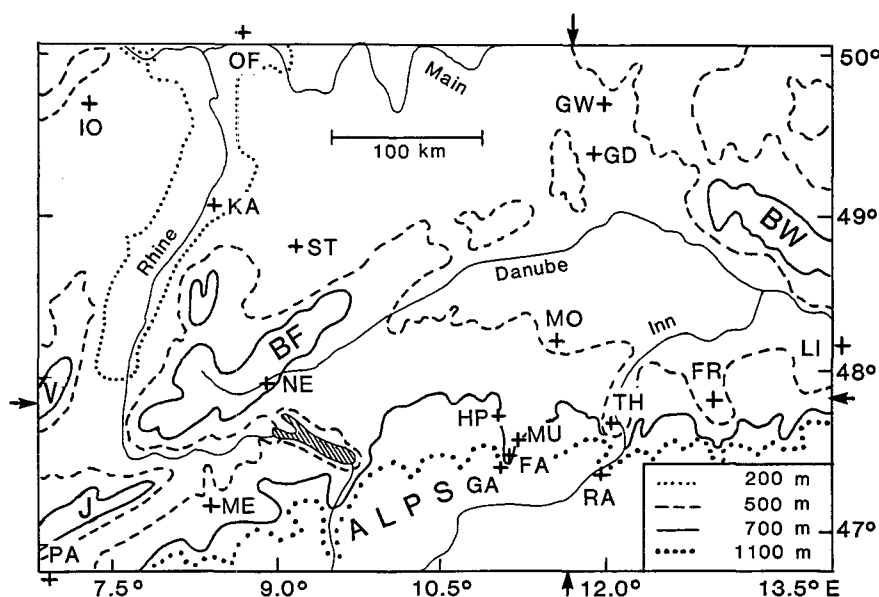 OF
Main
50°
IO
GW
100 km
GD
KA
49°
BW
Rhine
ST
Danube
?
MO
Inn
BF
LI
V
NE
FR
48°
HP
TH
MU
FA
GA
ALPS
RA
J
ME
200 m
500 m
700 m
1100 m
47°
PA
7.5°
9.0°
10.5°
12.0°
13.5° E